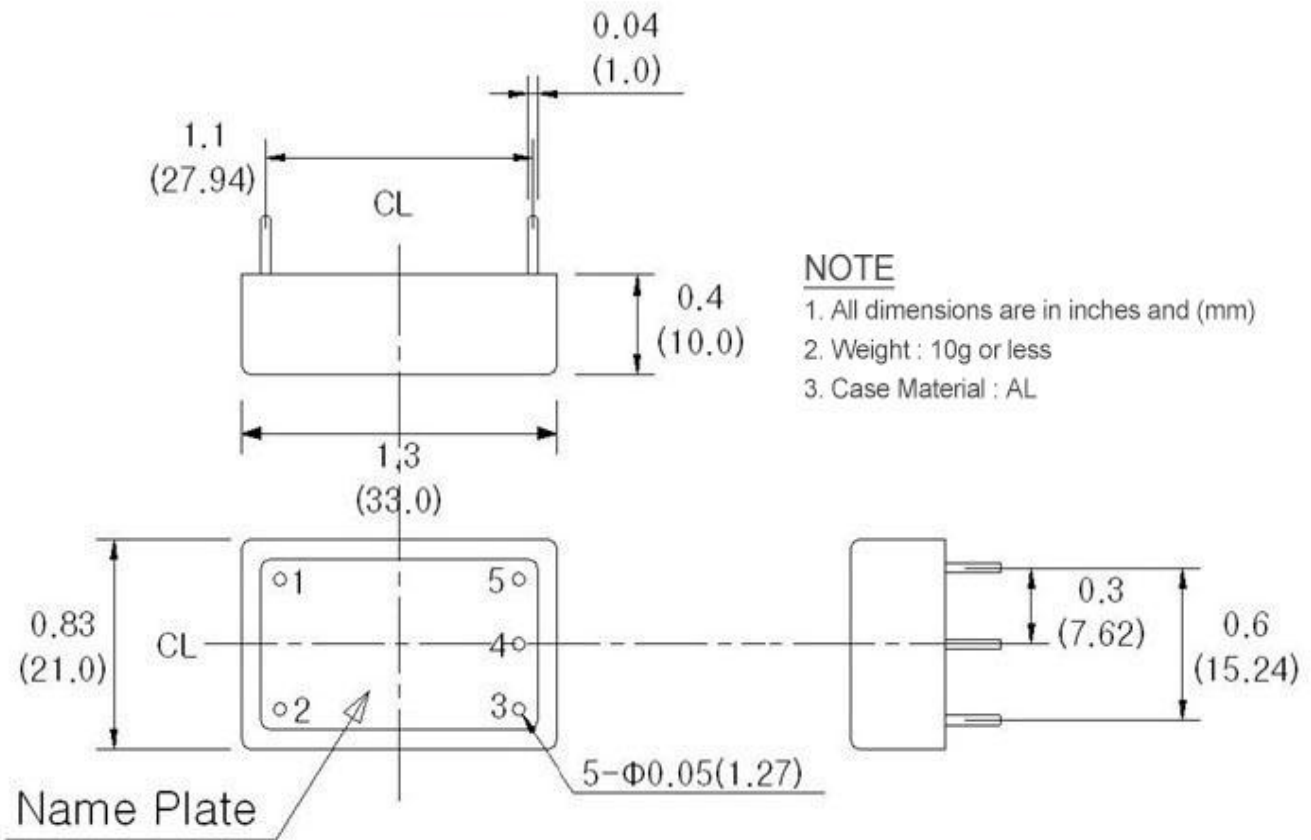 0.04
(1.0)
1.1
(27.94)
CL
NOTE
1. All dimensions are in inches and (mm)
2. Weight : 10g or less
3. Case Material : AL
0.4
(10.0)
1.3
(33.0)
1
5
0.83
(21.0)
CL
4
0.3
(7.62)
0.6
(15.24)
2
3
5-Φ0.05(1.27)
Name Plate